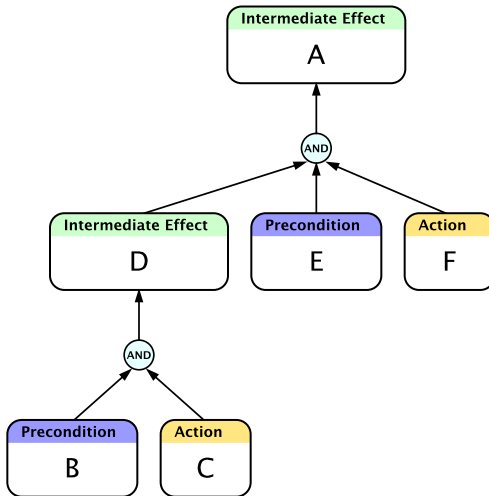 Intermediate Effect
A
AND
Intermediate Effect
D
Precondition
E
Action
F
AND
Precondition
B
Action
C